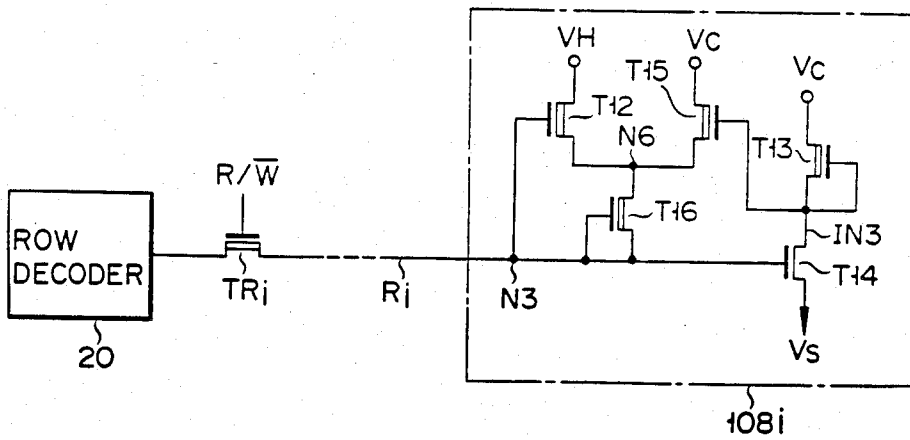 VH
VC
T15
VC
T12
N6
T13
R/W̅
T16
ROW
DECODER
IN3
TRi
Ri
N3
T14
20
VS
108i